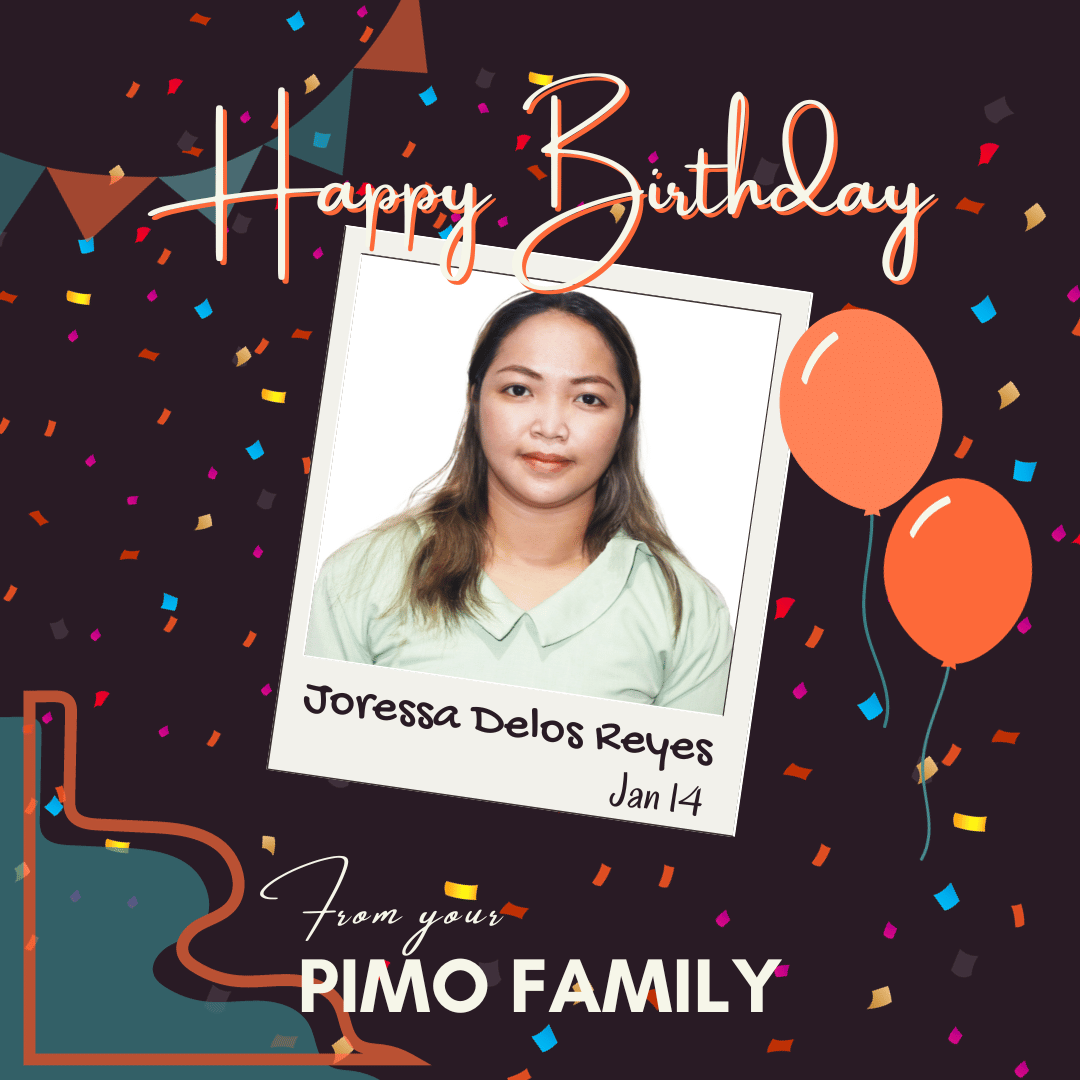 Happy Birthday
Joressa Delos Reyes
Jan 14
From your
PIMO FAMILY